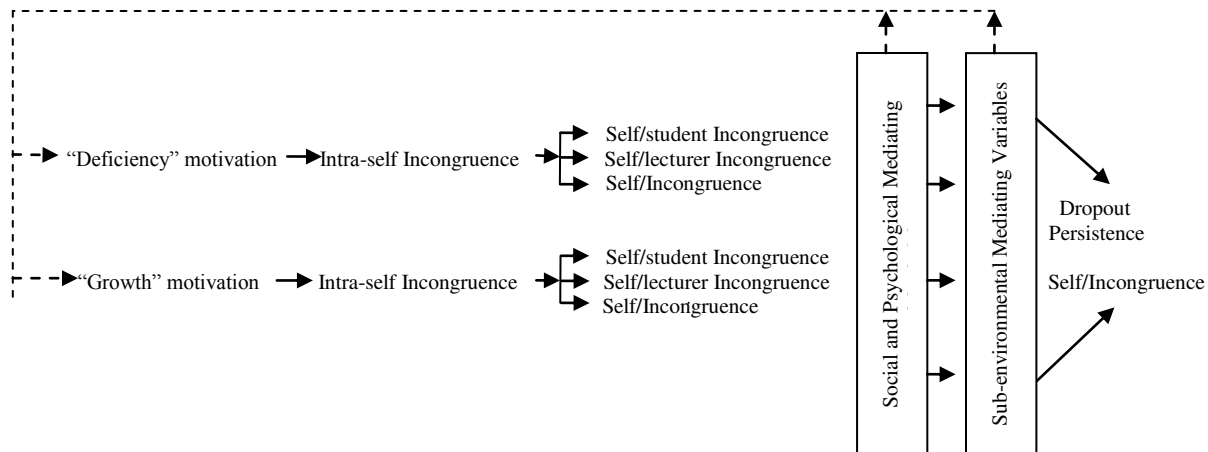 "Deficiency" motivation
Intra-self Incongruence
Self/student Incongruence
Self/lecturer Incongruence
Self/Incongruence
"Growth" motivation
Intra-self Incongruence
Self/student Incongruence
Self/lecturer Incongruence
Self/Incongruence
Social and Psychological Mediating
Sub-environmental Mediating Variables
Dropout
Persistence
Self/Incongruence